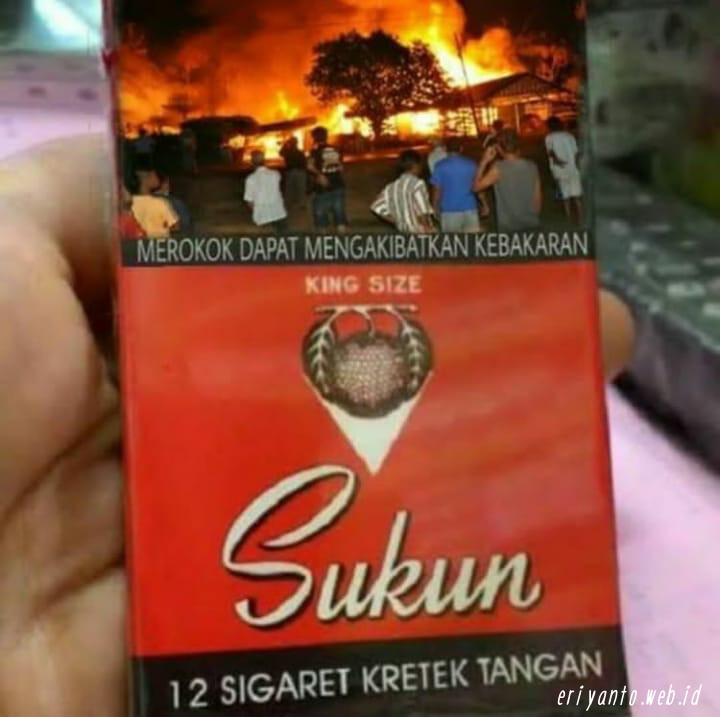 MEROKOK DAPAT MENGAKIBATKAN KEBAKARAN
KING SIZE
Sukun
12 SIGARET KRETEK TANGAN
eriyanto.web.id